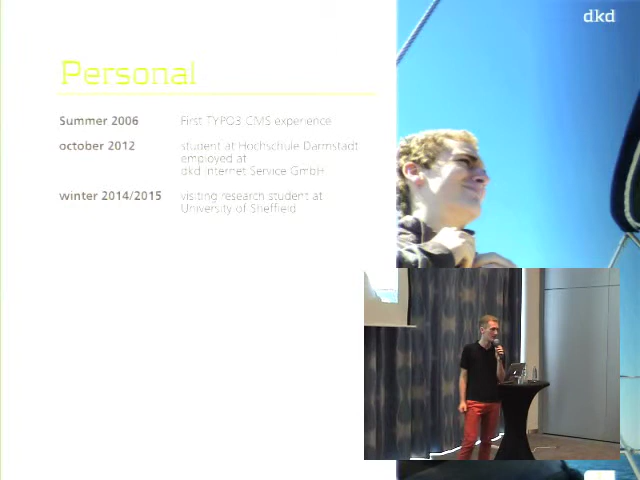 dkd
Personal
Summer 2006 First TYPO3 CMS experience
october 2012 student at Hochschule Darmstadt
employed at
dkd Internet Service GmbH
winter 2014/2015 visiting research student at
University of Sheffield